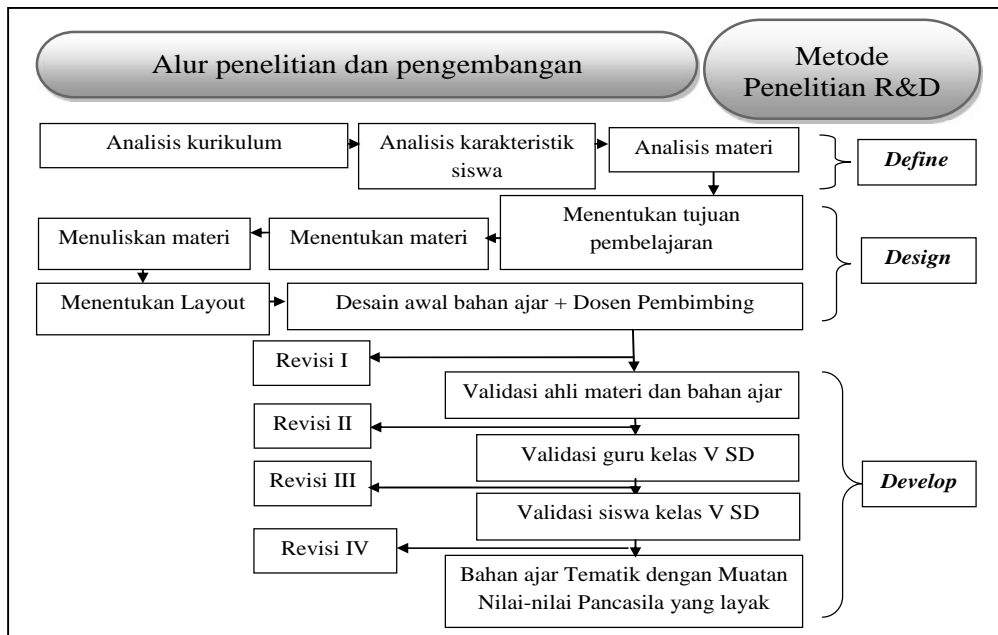 Alur penelitian dan pengembangan
Metode
Penelitian R&D
Analisis kurikulum
Analisis karakteristik
siswa
Analisis materi
Define
Menentukan tujuan
pembelajaran
Menentukan materi
Menuliskan materi
Design
Menentukan Layout
Desain awal bahan ajar + Dosen Pembimbing
Revisi I
Validasi ahli materi dan bahan ajar
Revisi II
Validasi guru kelas V SD
Revisi III
Validasi siswa kelas V SD
Develop
Revisi IV
Bahan ajar Tematik dengan Muatan
Nilai-nilai Pancasila yang layak